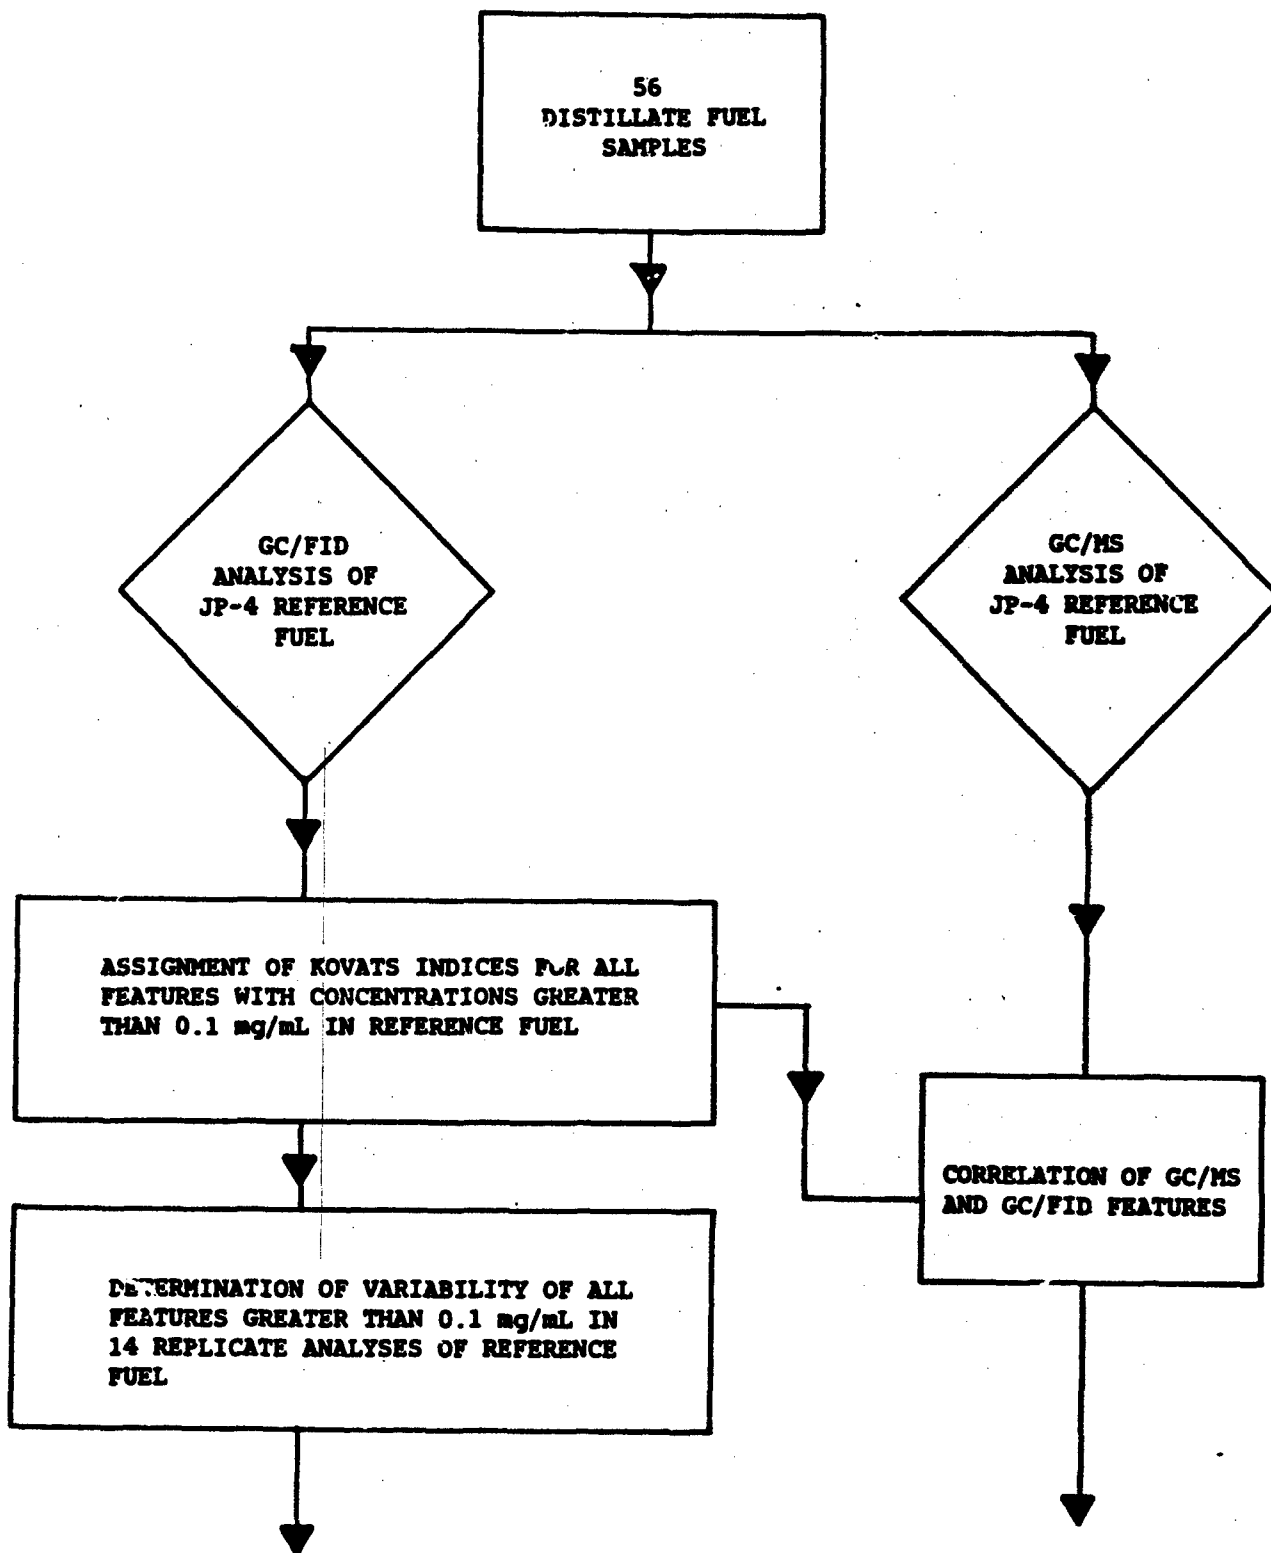 56
DISTILLATE FUEL
SAMPLES
GC/FID
ANALYSIS OF
JP-4 REFERENCE
FUEL
GC/MS
ANALYSIS OF
JP-4 REFERENCE
FUEL
ASSIGNMENT OF KOVATS INDICES FOR ALL
FEATURES WITH CONCENTRATIONS GREATER
THAN 0.1 mg/mL IN REFERENCE FUEL
CORRELATION OF GC/MS
AND GC/FID FEATURES
DETERMINATION OF VARIABILITY OF ALL
FEATURES GREATER THAN 0.1 mg/mL IN
14 REPLICATE ANALYSES OF REFERENCE
FUEL